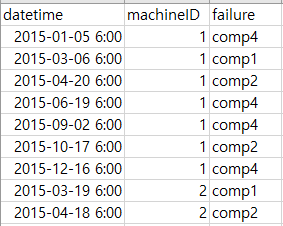 datetime machineID failure
2015-01-05 6:00 1 comp4
2015-03-06 6:00 1 comp1
2015-04-20 6:00 1 comp2
2015-06-19 6:00 1 comp4
2015-09-02 6:00 1 comp4
2015-10-17 6:00 1 comp2
2015-12-16 6:00 1 comp4
2015-03-19 6:00 2 comp1
2015-04-18 6:00 2 comp2